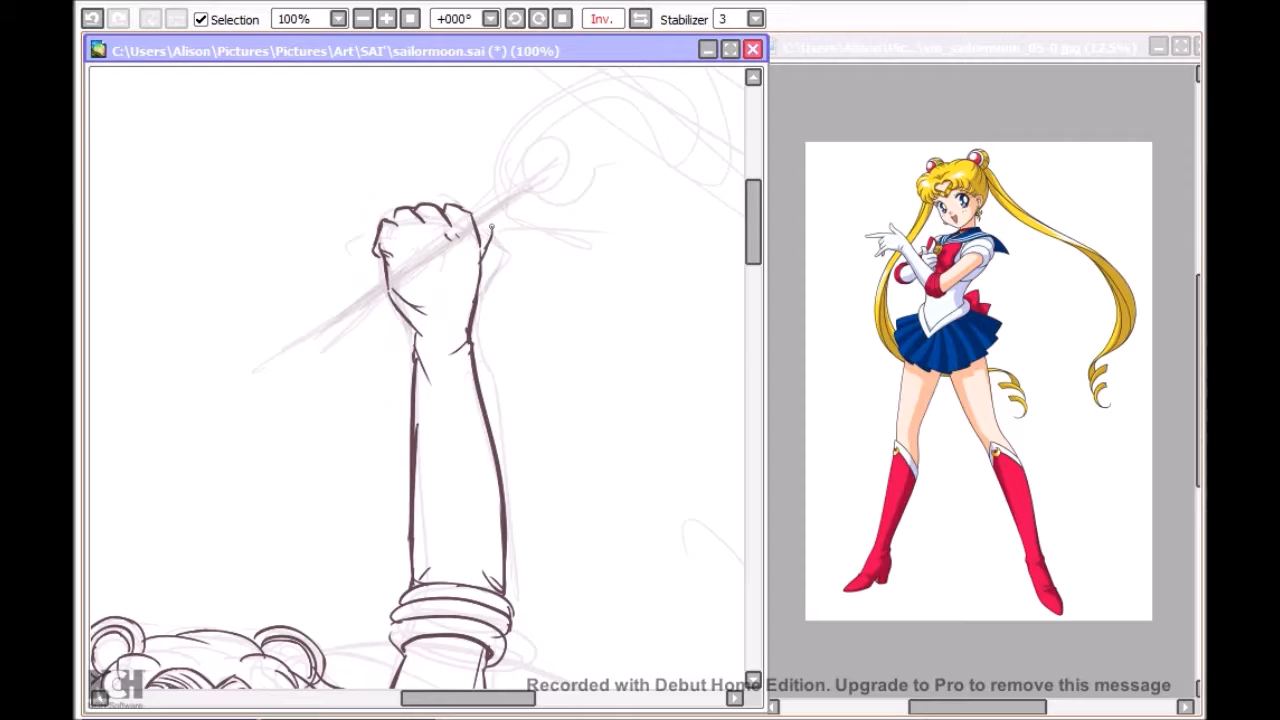 Selection 100% +000° Inv. Stabilizer 3
C:\Users\Alison\Pictures\Pictures\Art\SAI'\sailormoon.sai (*) (100%)
Recorded with Debut Home Edition. Upgrade to Pro to remove this message